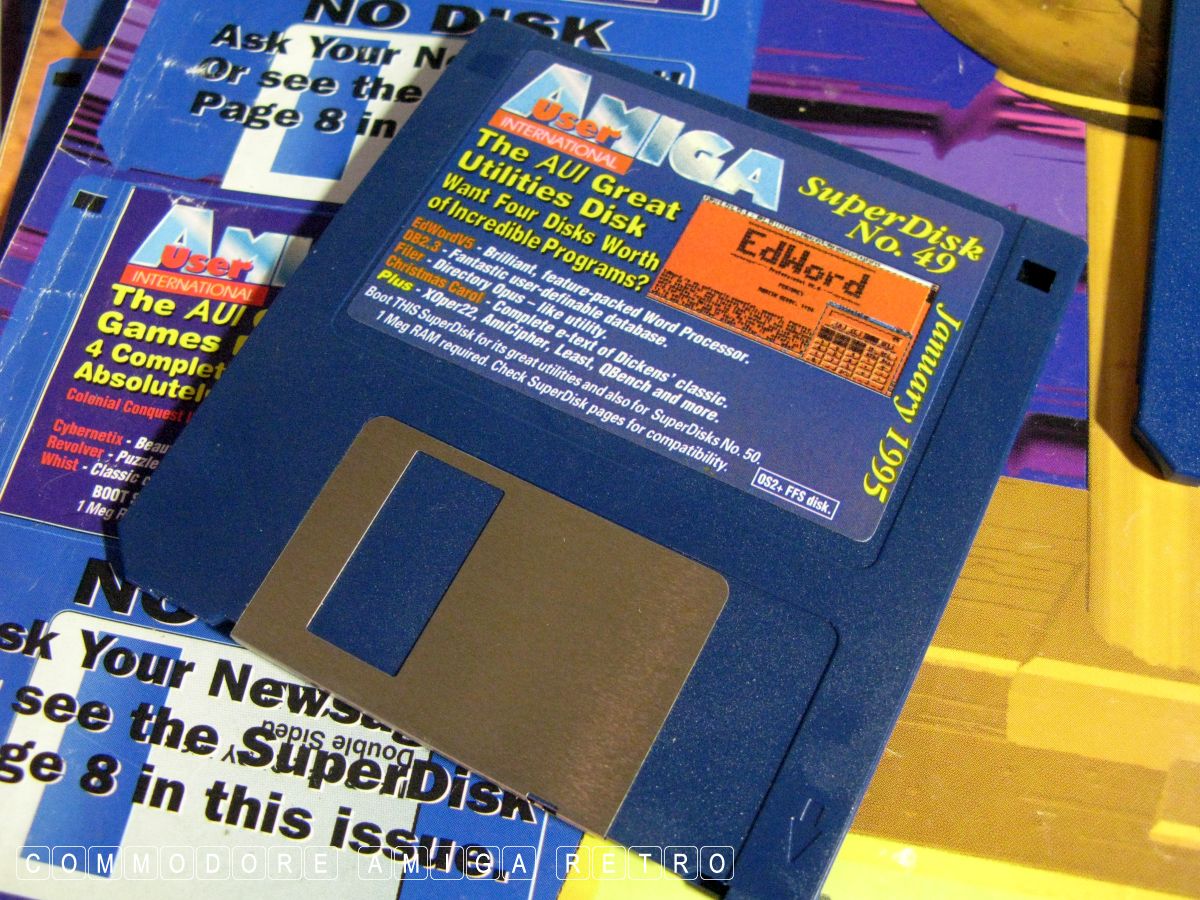 NO DISK
Ask Your
Or see the
Page 8 in
AMIGA
User
INTERNATIONAL
SuperDisk
No. 49
January 1995
The AUI Great
Utilities Disk
Want Four Disks Worth
of Incredible Programs?
EdWord
EdWordV5 - Brilliant, feature-packed Word Processor.
DB2.3 - Fantastic user-definable database.
Filer - Directory Opus – like utility.
Christmas Carol - Complete e-text of Dickens' classic.
Plus - XOper22, AmiCipher, Least, QBench and more.
Boot THIS SuperDisk for its great utilities and also for SuperDisks No. 50.
1 Meg RAM required. Check SuperDisk pages for compatibility.
OS2+ FFS disk.
User
INTERNATIONAL
The AUI
Games
4 Complet
Absolutel
Colonial Conquest
Cybernetix - Beau
Revolver - Puzzle
Whist - Classic
BOOT
1 Meg
NO
sk Your Newsag
see the SuperDisk
ge 8 in this issue.
Double Sided
COMMODORE AMIGA RETRO